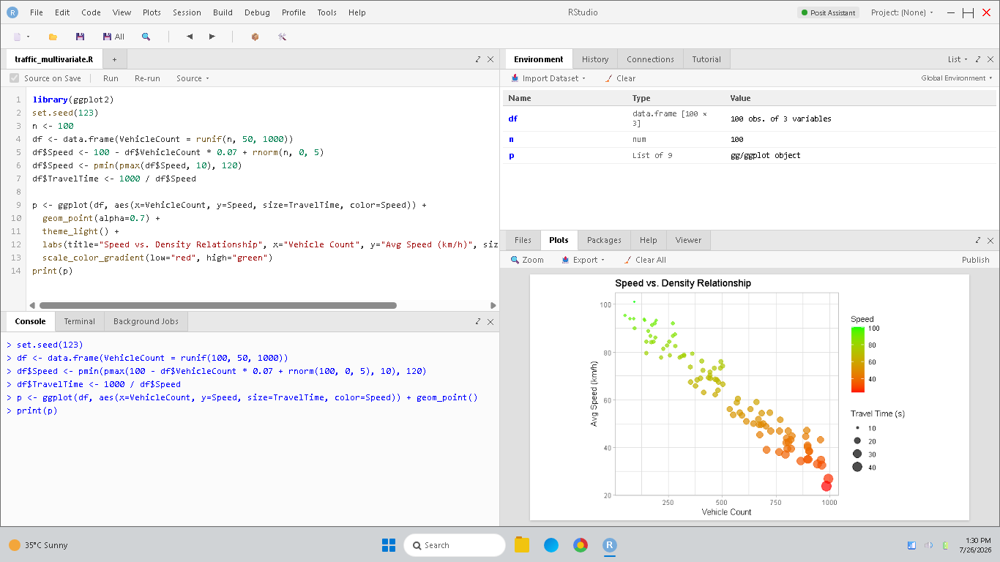 R File Edit Code View Plots Session Build Debug Profile Tools Help RStudio Posit Assistant Project: (None)
All
traffic_multivariate.R +
Source on Save Run Re-run Source
1 library(ggplot2)
2 set.seed(123)
3 n <- 100
4 df <- data.frame(VehicleCount = runif(n, 50, 1000))
5 df$Speed <- 100 - df$VehicleCount * 0.07 + rnorm(n, 0, 5)
6 df$Speed <- pmin(pmax(df$Speed, 10), 120)
7 df$TravelTime <- 1000 / df$Speed
8
9 p <- ggplot(df, aes(x=VehicleCount, y=Speed, size=TravelTime, color=Speed)) +
10 geom_point(alpha=0.7) +
11 theme_light() +
12 labs(title="Speed vs. Density Relationship", x="Vehicle Count", y="Avg Speed (km/h)", siz
13 scale_color_gradient(low="red", high="green")
14 print(p)
Console Terminal Background Jobs
> set.seed(123)
> df <- data.frame(VehicleCount = runif(100, 50, 1000))
> df$Speed <- pmin(pmax(100 - df$VehicleCount * 0.07 + rnorm(100, 0, 5), 10), 120)
> df$TravelTime <- 1000 / df$Speed
> p <- ggplot(df, aes(x=VehicleCount, y=Speed, size=TravelTime, color=Speed)) + geom_point()
> print(p)
Environment History Connections Tutorial List
Import Dataset Clear Global Environment
Name Type Value
df data.frame [100 × 3] 100 obs. of 3 variables
n num 100
p List of 9 gg/ggplot object
Files Plots Packages Help Viewer
Zoom Export Clear All Publish
Speed vs. Density Relationship
Avg Speed (km/h)
100
80
60
40
20
250 500 750 1000
Vehicle Count
Speed
100
80
60
40
Travel Time (s)
10
20
30
40
35°C Sunny Search R 1:30 PM
7/26/2026